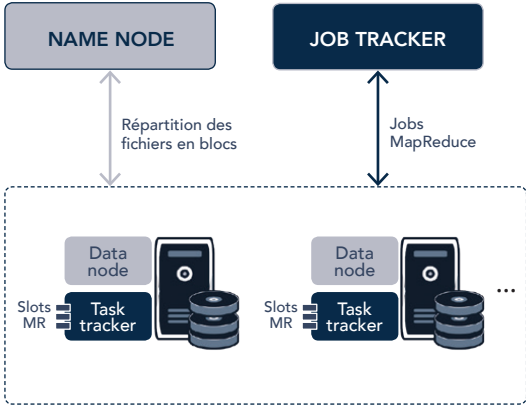 NAME NODE
JOB TRACKER
Répartition des
fichiers en blocs
Jobs
MapReduce
Data
node
Slots
MR
Task
tracker
Data
node
Slots
MR
Task
tracker
...